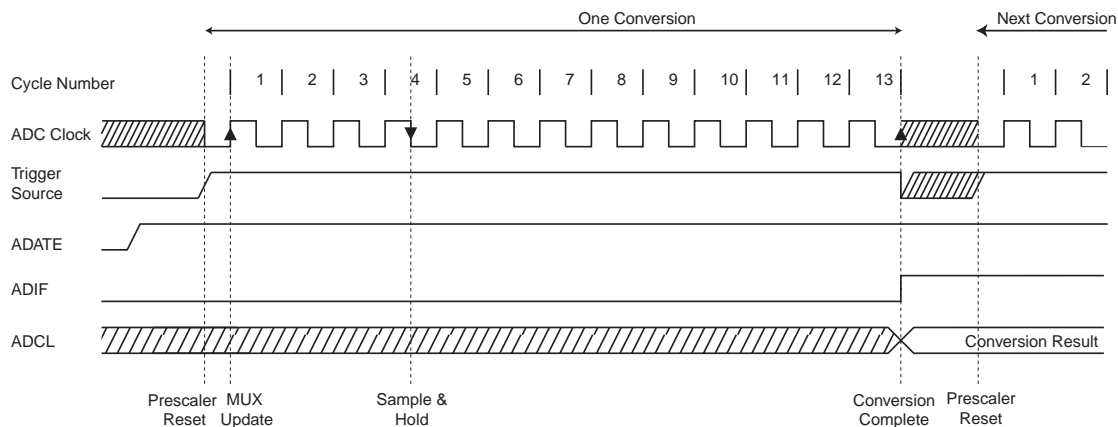 One Conversion Next Conversion
Cycle Number 1 2 3 4 5 6 7 8 9 10 11 12 13 1 2
ADC Clock
Trigger
Source
ADATE
ADIF
ADCL Conversion Result
Prescaler MUX Sample & Conversion Prescaler
Reset Update Hold Complete Reset